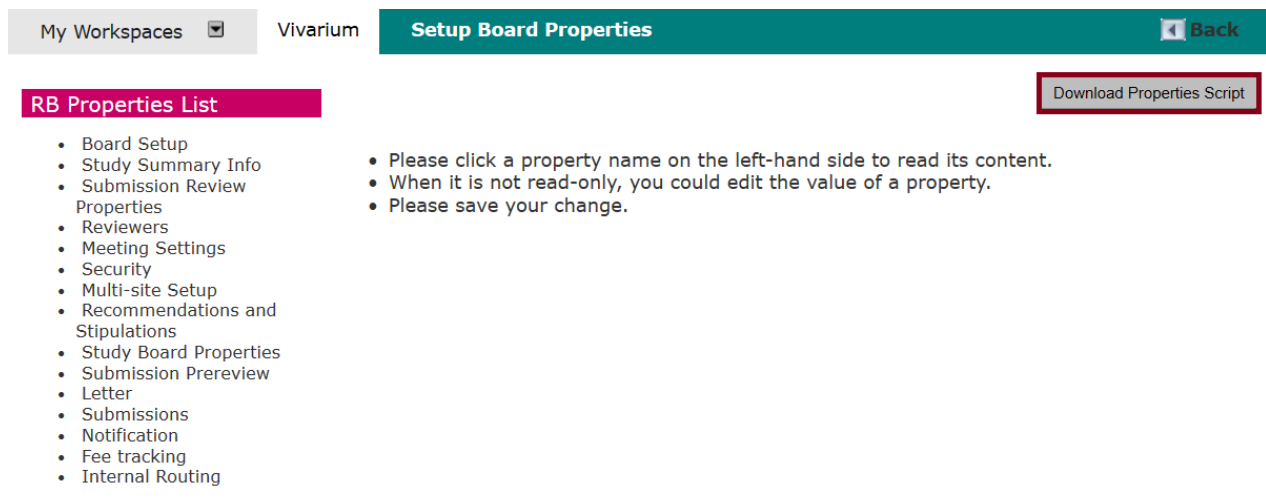 My Workspaces Vivarium Setup Board Properties Back
Download Properties Script
RB Properties List
• Board Setup
• Study Summary Info
• Submission Review
Properties
• Reviewers
• Meeting Settings
• Security
• Multi-site Setup
• Recommendations and
Stipulations
• Study Board Properties
• Submission Prereview
• Letter
• Submissions
• Notification
• Fee tracking
• Internal Routing
• Please click a property name on the left-hand side to read its content.
• When it is not read-only, you could edit the value of a property.
• Please save your change.